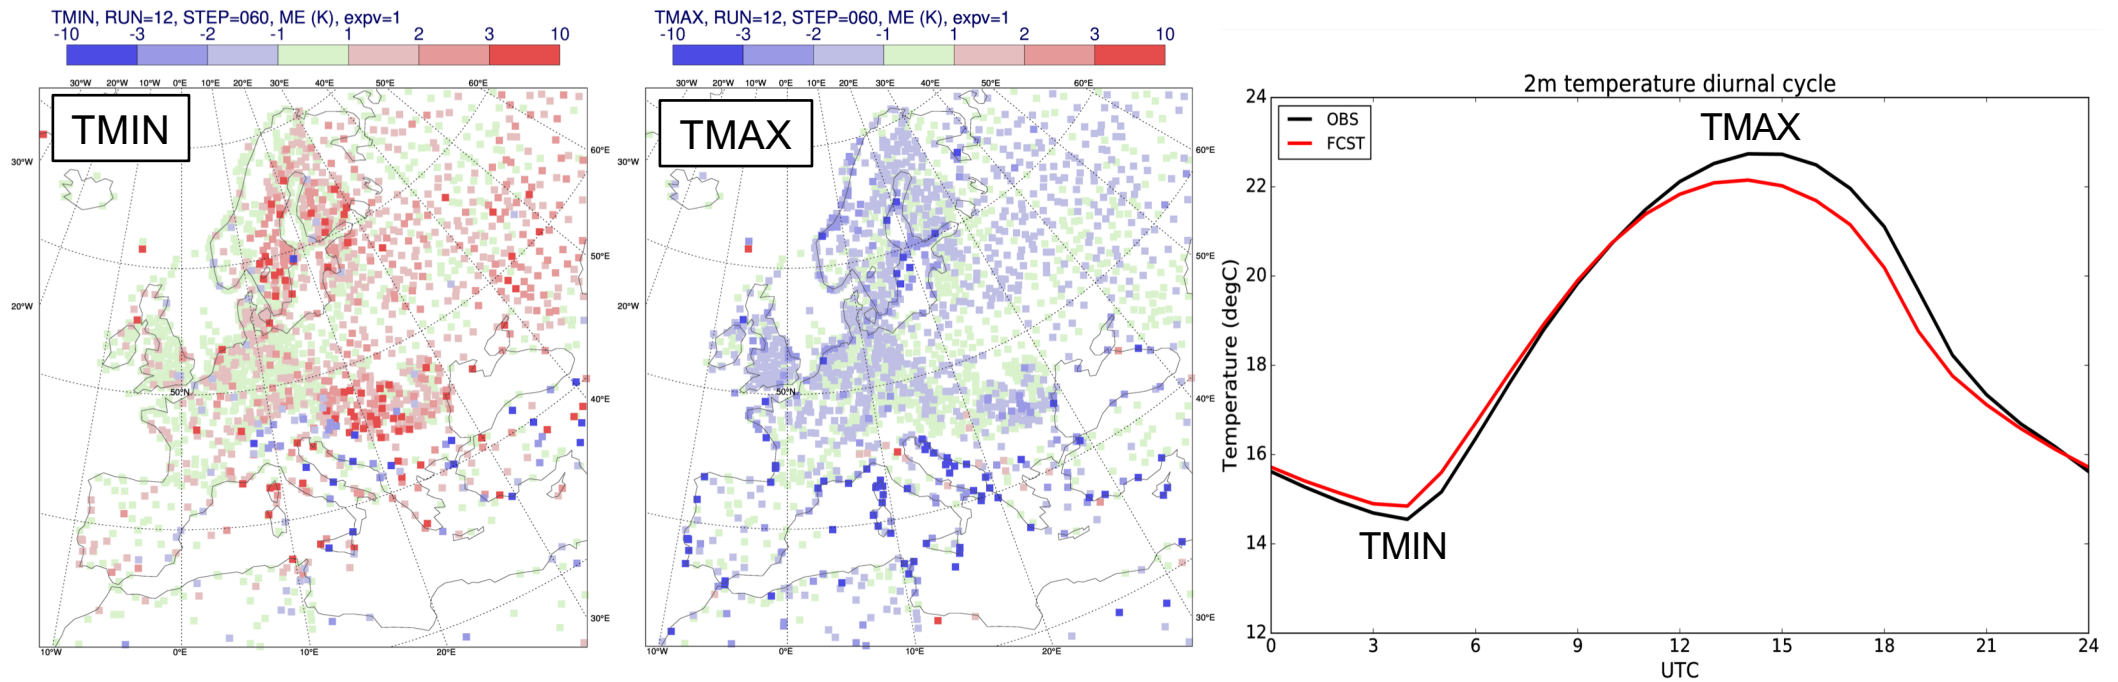 TMIN, RUN=12, STEP=060, ME (K), expv=1
-10 -3 -2 -1 1 2 3 10
30°W 20°W 10°W 0°E 10°E 20°E 30°E 40°E 50°E 60°E
TMIN
30°W
20°W
60°E
50°E
40°E
30°E
50°N
10°W 0°E 10°E 20°E
TMAX, RUN=12, STEP=060, ME (K), expv=1
-10 -3 -2 -1 1 2 3 10
30°W 20°W 10°W 0°E 10°E 20°E 30°E 40°E 50°E 60°E
TMAX
30°W
20°W
60°E
50°E
40°E
30°E
50°N
10°W 0°E 10°E 20°E
2m temperature diurnal cycle
OBS
FCST
TMAX
TMIN
Temperature (degC)
24
22
20
18
16
14
12
0 3 6 9 12 15 18 21 24
UTC